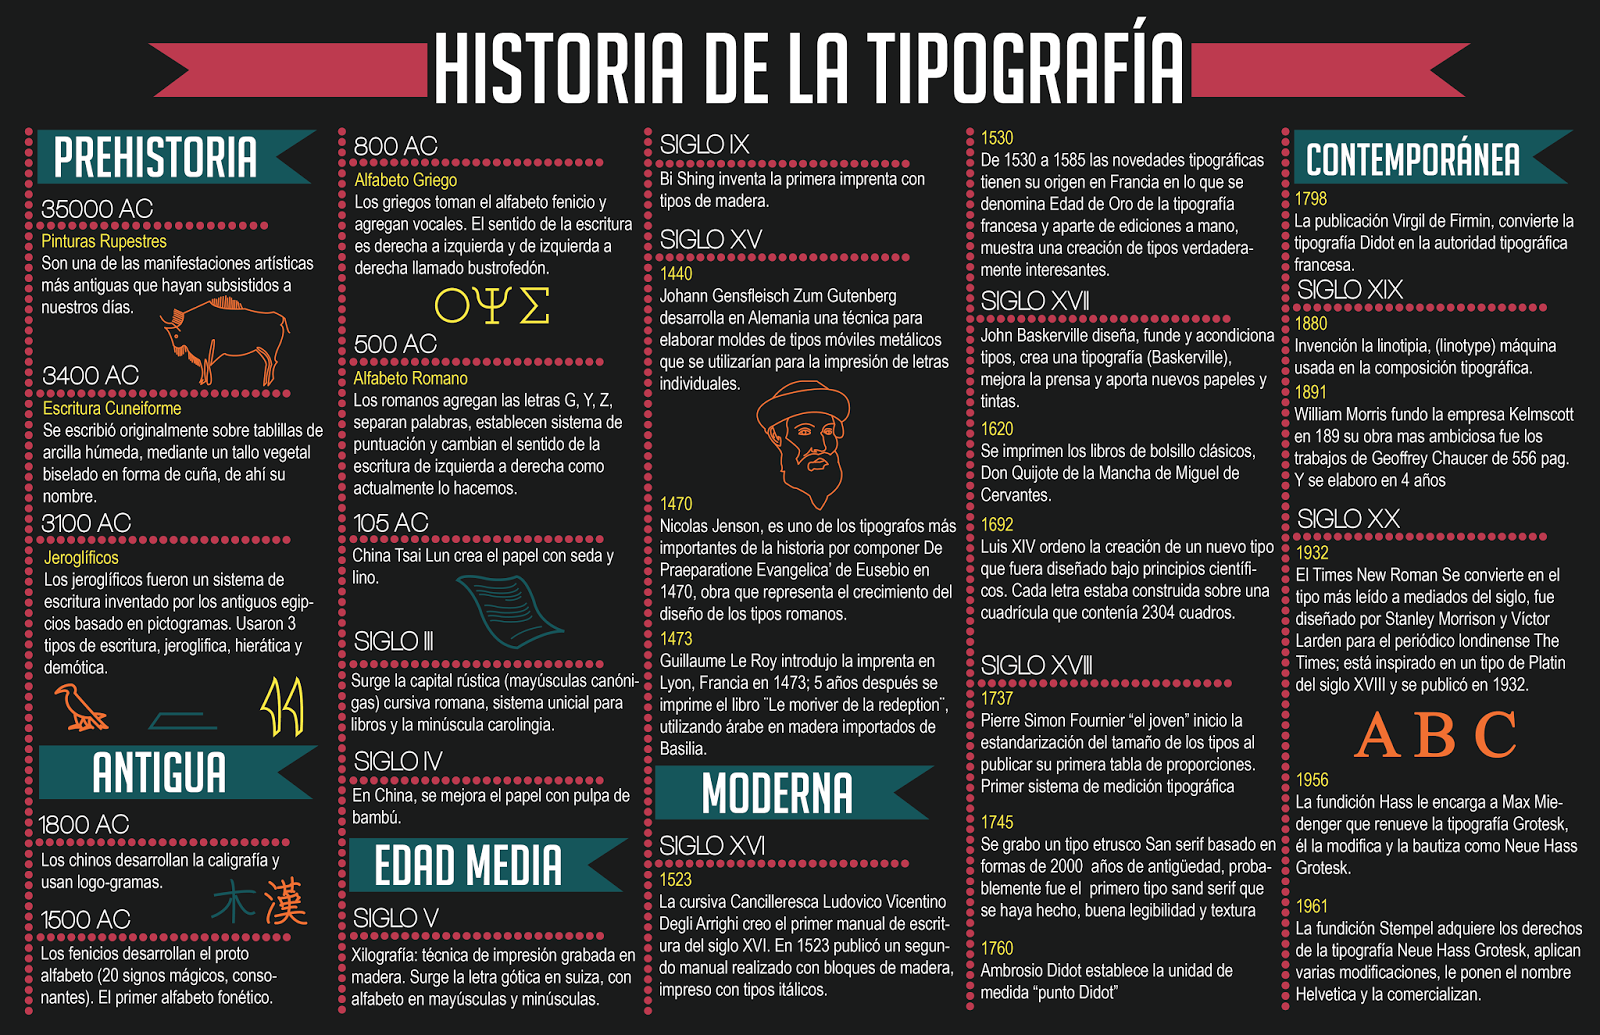 HISTORIA DE LA TIPOGRAFÍA
PREHISTORIA
35000 AC
Pinturas Rupestres
Son una de las manifestaciones artísticas
más antiguas que hayan subsistidos a
nuestros días.
3400 AC
Escritura Cuneiforme
Se escribió originalmente sobre tablillas de
arcilla húmeda, mediante un tallo vegetal
biselado en forma de cuña, de ahí su
nombre.
3100 AC
Jeroglíficos
Los jeroglíficos fueron un sistema de
escritura inventado por los antiguos egip-
cios basado en pictogramas. Usaron 3
tipos de escritura, jeroglifica, hierática y
demótica.
ANTIGUA
1800 AC
Los chinos desarrollan la caligrafía y
usan logo-gramas.
木 漢
1500 AC
Los fenicios desarrollan el proto
alfabeto (20 signos mágicos, conso-
nantes). El primer alfabeto fonético.
800 AC
Alfabeto Griego
Los griegos toman el alfabeto fenicio y
agregan vocales. El sentido de la escritura
es derecha a izquierda y de izquierda a
derecha llamado bustrofedón.
ΟΨΣ
500 AC
Alfabeto Romano
Los romanos agregan las letras G, Y, Z,
separan palabras, establecen sistema de
puntuación y cambian el sentido de la
escritura de izquierda a derecha como
actualmente lo hacemos.
105 AC
China Tsai Lun crea el papel con seda y
lino.
SIGLO III
Surge la capital rústica (mayúsculas canóni-
gas) cursiva romana, sistema unicial para
libros y la minúscula carolingia.
SIGLO IV
En China, se mejora el papel con pulpa de
bambú.
EDAD MEDIA
SIGLO V
Xilografía: técnica de impresión grabada en
madera. Surge la letra gótica en suiza, con
alfabeto en mayúsculas y minúsculas.
SIGLO IX
Bi Shing inventa la primera imprenta con
tipos de madera.
SIGLO XV
1440
Johann Gensfleisch Zum Gutenberg
desarrolla en Alemania una técnica para
elaborar moldes de tipos móviles metálicos
que se utilizarían para la impresión de letras
individuales.
1470
Nicolas Jenson, es uno de los tipografos más
importantes de la historia por componer De
Praeparatione Evangelica' de Eusebio en
1470, obra que representa el crecimiento del
diseño de los tipos romanos.
1473
Guillaume Le Roy introdujo la imprenta en
Lyon, Francia en 1473; 5 años después se
imprime el libro ¨Le moriver de la redeption¨,
utilizando árabe en madera importados de
Basilia.
MODERNA
SIGLO XVI
1523
La cursiva Cancilleresca Ludovico Vicentino
Degli Arrighi creo el primer manual de escrit-
ura del siglo XVI. En 1523 publicó un segun-
do manual realizado con bloques de madera,
impreso con tipos itálicos.
1530
De 1530 a 1585 las novedades tipográficas
tienen su origen en Francia en lo que se
denomina Edad de Oro de la tipografía
francesa y aparte de ediciones a mano,
muestra una creación de tipos verdadera-
mente interesantes.
SIGLO XVII
John Baskerville diseña, funde y acondiciona
tipos, crea una tipografía (Baskerville),
mejora la prensa y aporta nuevos papeles y
tintas.
1620
Se imprimen los libros de bolsillo clásicos,
Don Quijote de la Mancha de Miguel de
Cervantes.
1692
Luis XIV ordeno la creación de un nuevo tipo
que fuera diseñado bajo principios científi-
cos. Cada letra estaba construida sobre una
cuadrícula que contenía 2304 cuadros.
SIGLO XVIII
1737
Pierre Simon Fournier “el joven” inicio la
estandarización del tamaño de los tipos al
publicar su primera tabla de proporciones.
Primer sistema de medición tipográfica
1745
Se grabo un tipo etrusco San serif basado en
formas de 2000 años de antigüedad, proba-
blemente fue el primero tipo sand serif que
se haya hecho, buena legibilidad y textura
1760
Ambrosio Didot establece la unidad de
medida “punto Didot”
CONTEMPORÁNEA
1798
La publicación Virgil de Firmin, convierte la
tipografía Didot en la autoridad tipográfica
francesa.
SIGLO XIX
1880
Invención la linotipia, (linotype) máquina
usada en la composición tipográfica.
1891
William Morris fundo la empresa Kelmscott
en 189 su obra mas ambiciosa fue los
trabajos de Geoffrey Chaucer de 556 pag.
Y se elaboro en 4 años
SIGLO XX
1932
El Times New Roman Se convierte en el
tipo más leído a mediados del siglo, fue
diseñado por Stanley Morrison y Víctor
Larden para el periódico londinense The
Times; está inspirado en un tipo de Platin
del siglo XVIII y se publicó en 1932.
A B C
1956
La fundición Hass le encarga a Max Mie-
denger que renueve la tipografía Grotesk,
él la modifica y la bautiza como Neue Hass
Grotesk.
1961
La fundición Stempel adquiere los derechos
de la tipografía Neue Hass Grotesk, aplican
varias modificaciones, le ponen el nombre
Helvetica y la comercializan.